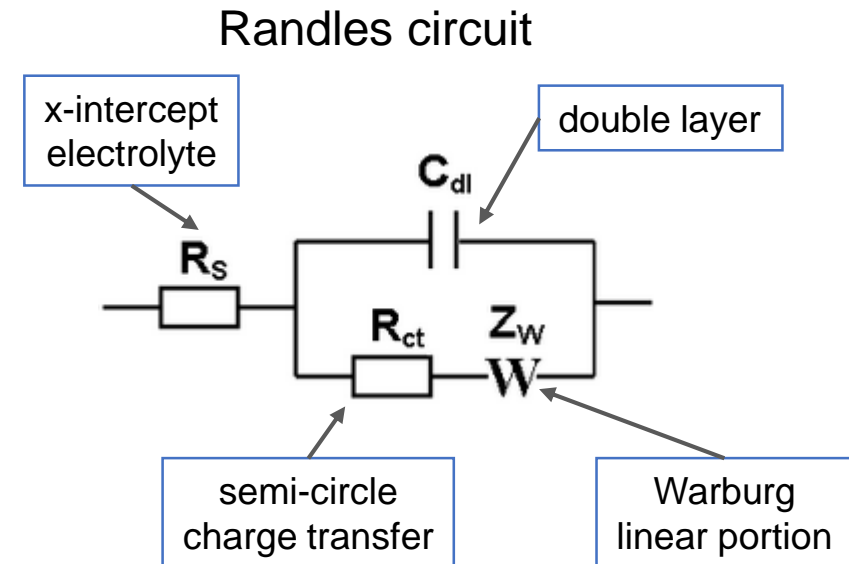 Randles circuit
x-intercept
electrolyte
double layer
Cdl
RS
Rct
ZW
W
semi-circle
charge transfer
Warburg
linear portion